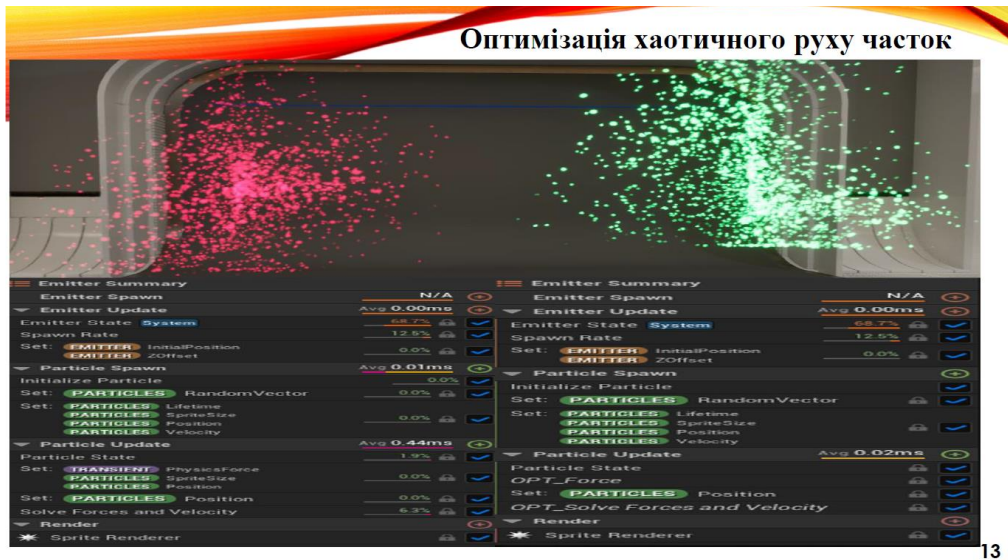 Оптимізація хаотичного руху часток
Emitter Summary
Emitter Spawn N/A
Emitter Update Avg 0.00ms
Emitter State System 68.7%
Spawn Rate 12.5%
Set: EMITTER InitialPosition 0.0%
EMITTER ZOffset
Particle Spawn Avg 0.01ms
Initialize Particle 0.0%
Set: PARTICLES RandomVector 0.0%
Set: PARTICLES Lifetime
PARTICLES SpriteSize
PARTICLES Position 0.0%
PARTICLES Velocity
Particle Update Avg 0.44ms
Particle State 1.9%
Set: TRANSIENT PhysicsForce
PARTICLES SpriteSize 0.0%
PARTICLES Position
Set: PARTICLES Position 0.0%
Solve Forces and Velocity 6.3%
Render
Sprite Renderer
Emitter Summary
Emitter Spawn N/A
Emitter Update Avg 0.00ms
Emitter State System 68.7%
Spawn Rate 12.5%
Set: EMITTER InitialPosition 0.0%
EMITTER ZOffset
Particle Spawn
Initialize Particle
Set: PARTICLES RandomVector
Set: PARTICLES Lifetime
PARTICLES SpriteSize
PARTICLES Position
PARTICLES Velocity
Particle Update Avg 0.02ms
Particle State
OPT_Force
Set: PARTICLES Position
OPT_Solve Forces and Velocity
Render
Sprite Renderer
13